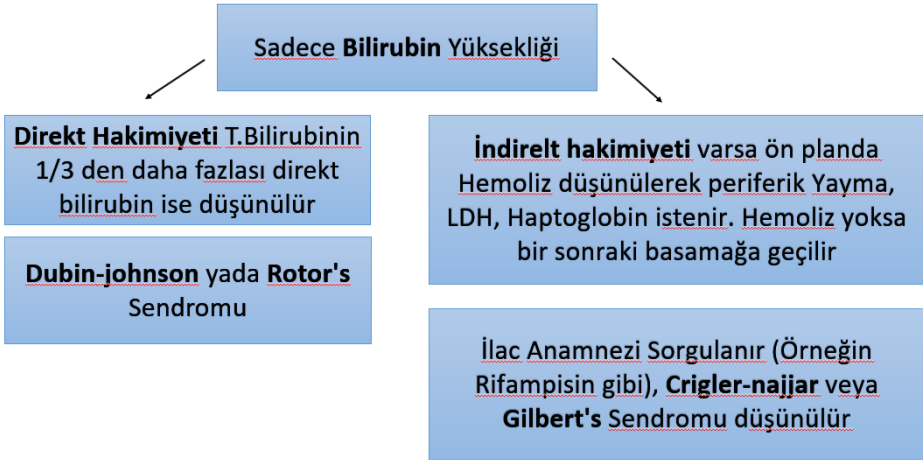 Sadece Bilirubin Yüksekliği
Direkt Hakimiyeti T.Bilirubinin
1/3 den daha fazlası direkt
bilirubin ise düşünülür
Dubin-johnson yada Rotor's
Sendromu
İndirelt hakimiyeti varsa ön planda
Hemoliz düşünülerek periferik Yayma,
LDH, Haptoglobin istenir. Hemoliz yoksa
bir sonraki basamağa geçilir
İlac Anamnezi Sorgulanır (Örneğin
Rifampisin gibi), Crigler-najjar veya
Gilbert's Sendromu düşünülür